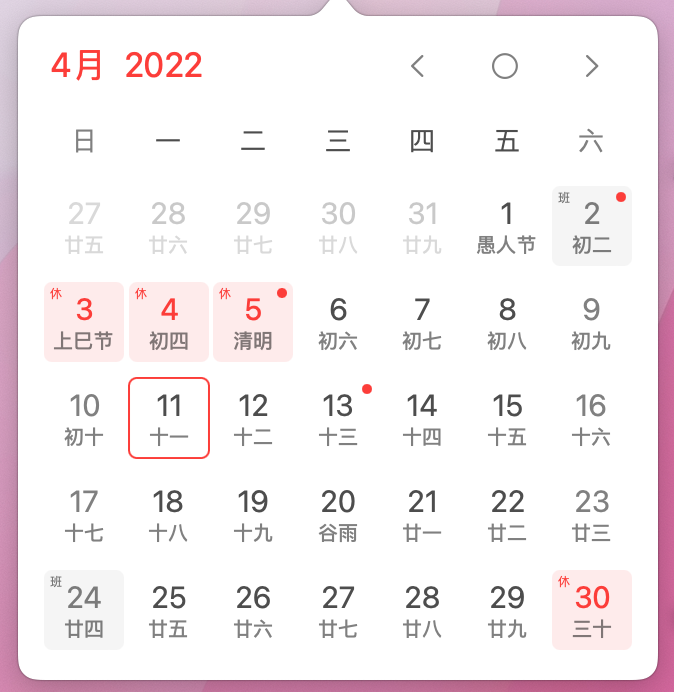 4月 2022
日 一 二 三 四 五 六
27 28 29 30 31 1 班 2
廿五 廿六 廿七 廿八 廿九 愚人节 初二
休 3 休 4 休 5 6 7 8 9
上巳节 初四 清明 初六 初七 初八 初九
10 11 12 13 14 15 16
初十 十一 十二 十三 十四 十五 十六
17 18 19 20 21 22 23
十七 十八 十九 谷雨 廿一 廿二 廿三
班 24 25 26 27 28 29 休 30
廿四 廿五 廿六 廿七 廿八 廿九 三十